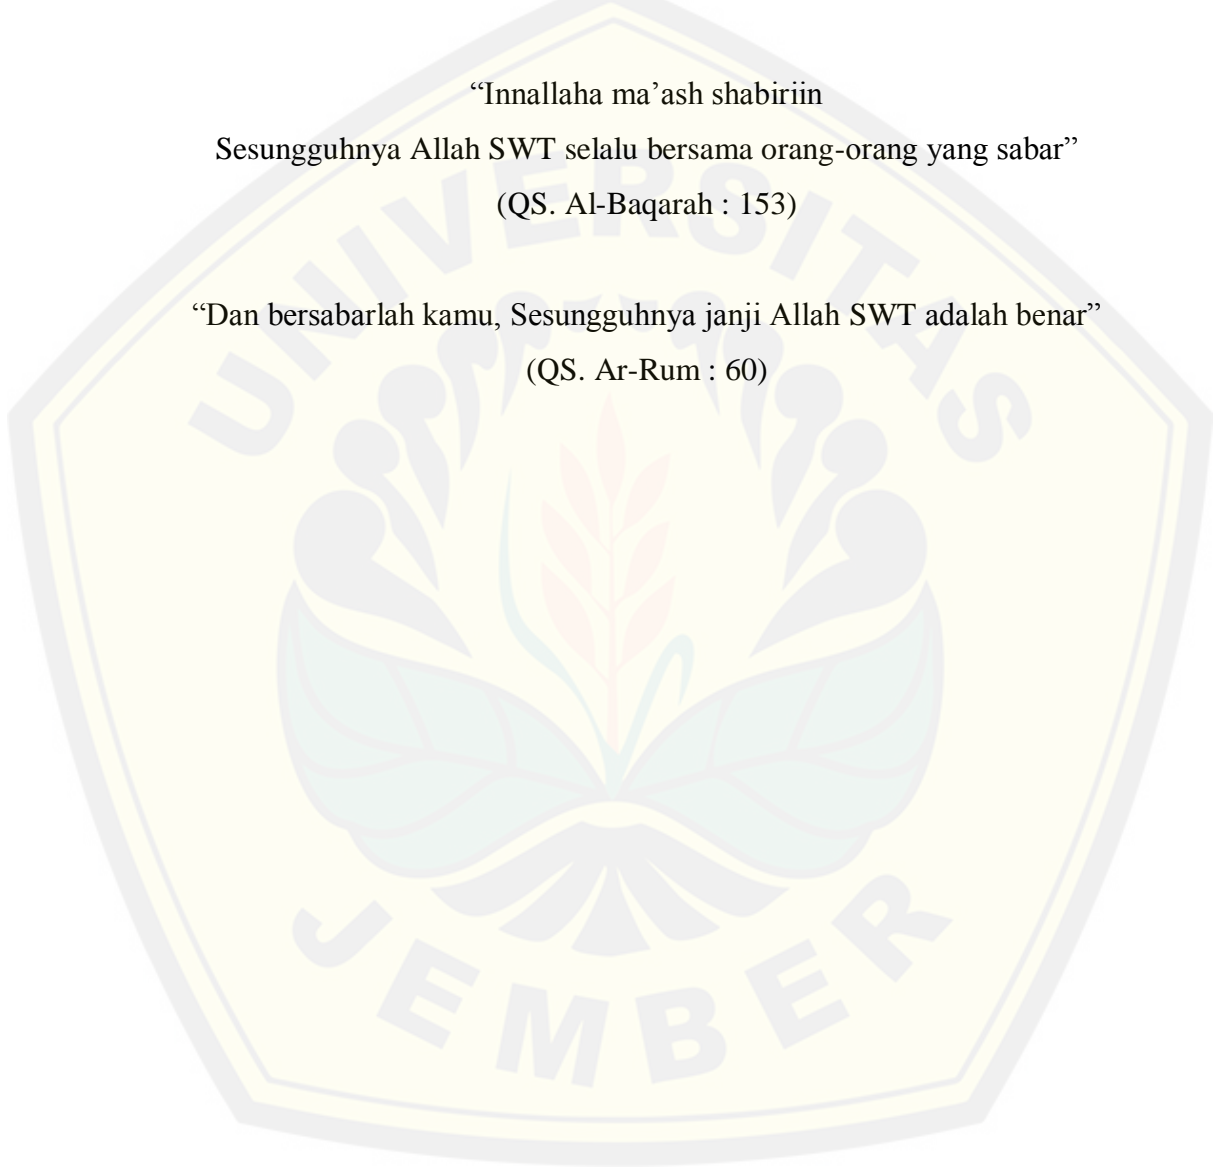 “Innallaha ma’ash shabiriin
Sesungguhnya Allah SWT selalu bersama orang-orang yang sabar”
(QS. Al-Baqarah : 153)
“Dan bersabarlah kamu, Sesungguhnya janji Allah SWT adalah benar”
(QS. Ar-Rum : 60)
UNIVERSITAS
JEMBER